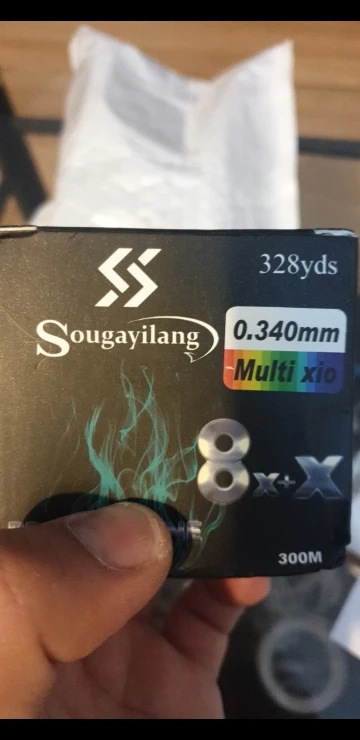 328yds
Sougayilang
0.340mm
Multi xio
8x+X
300M